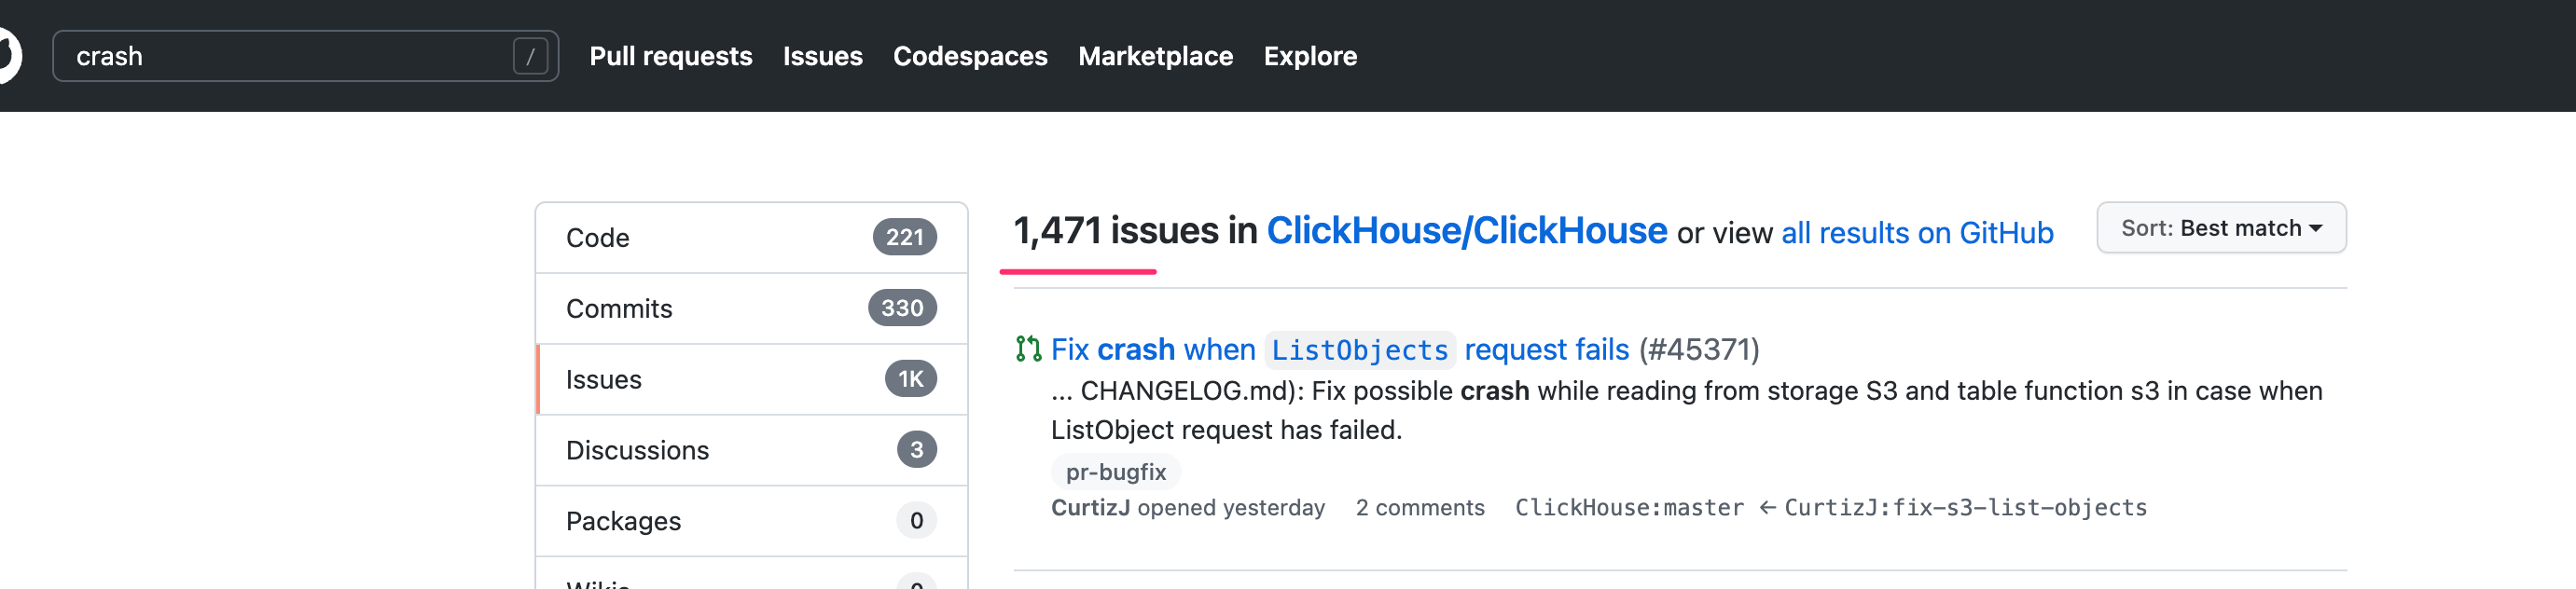 crash /
Pull requests Issues Codespaces Marketplace Explore
Code 221
Commits 330
Issues 1K
Discussions 3
Packages 0
Wikis 0
1,471 issues in ClickHouse/ClickHouse or view all results on GitHub
Sort: Best match
Fix crash when ListObjects request fails (#45371)
... CHANGELOG.md): Fix possible crash while reading from storage S3 and table function s3 in case when
ListObject request has failed.
pr-bugfix
CurtizJ opened yesterday 2 comments ClickHouse:master ← CurtizJ:fix-s3-list-objects